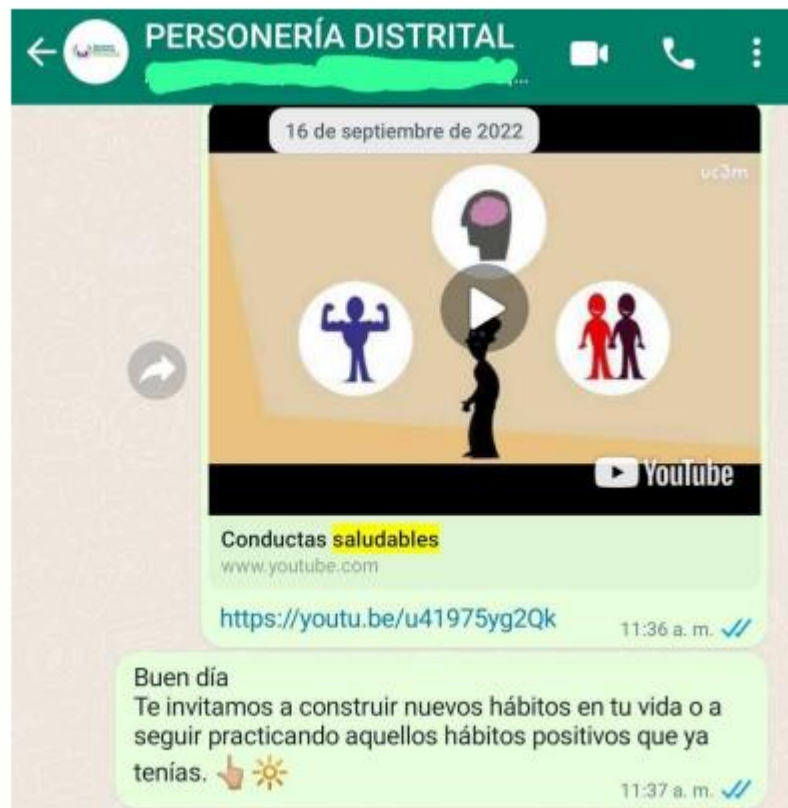 PERSONERÍA DISTRITAL
16 de septiembre de 2022
uc3m
YouTube
Conductas saludables
www.youtube.com
https://youtu.be/u41975yg2Qk
11:36 a. m.
Buen día
Te invitamos a construir nuevos hábitos en tu vida o a
seguir practicando aquellos hábitos positivos que ya
tenías. 👆🏼🔆
11:37 a. m.